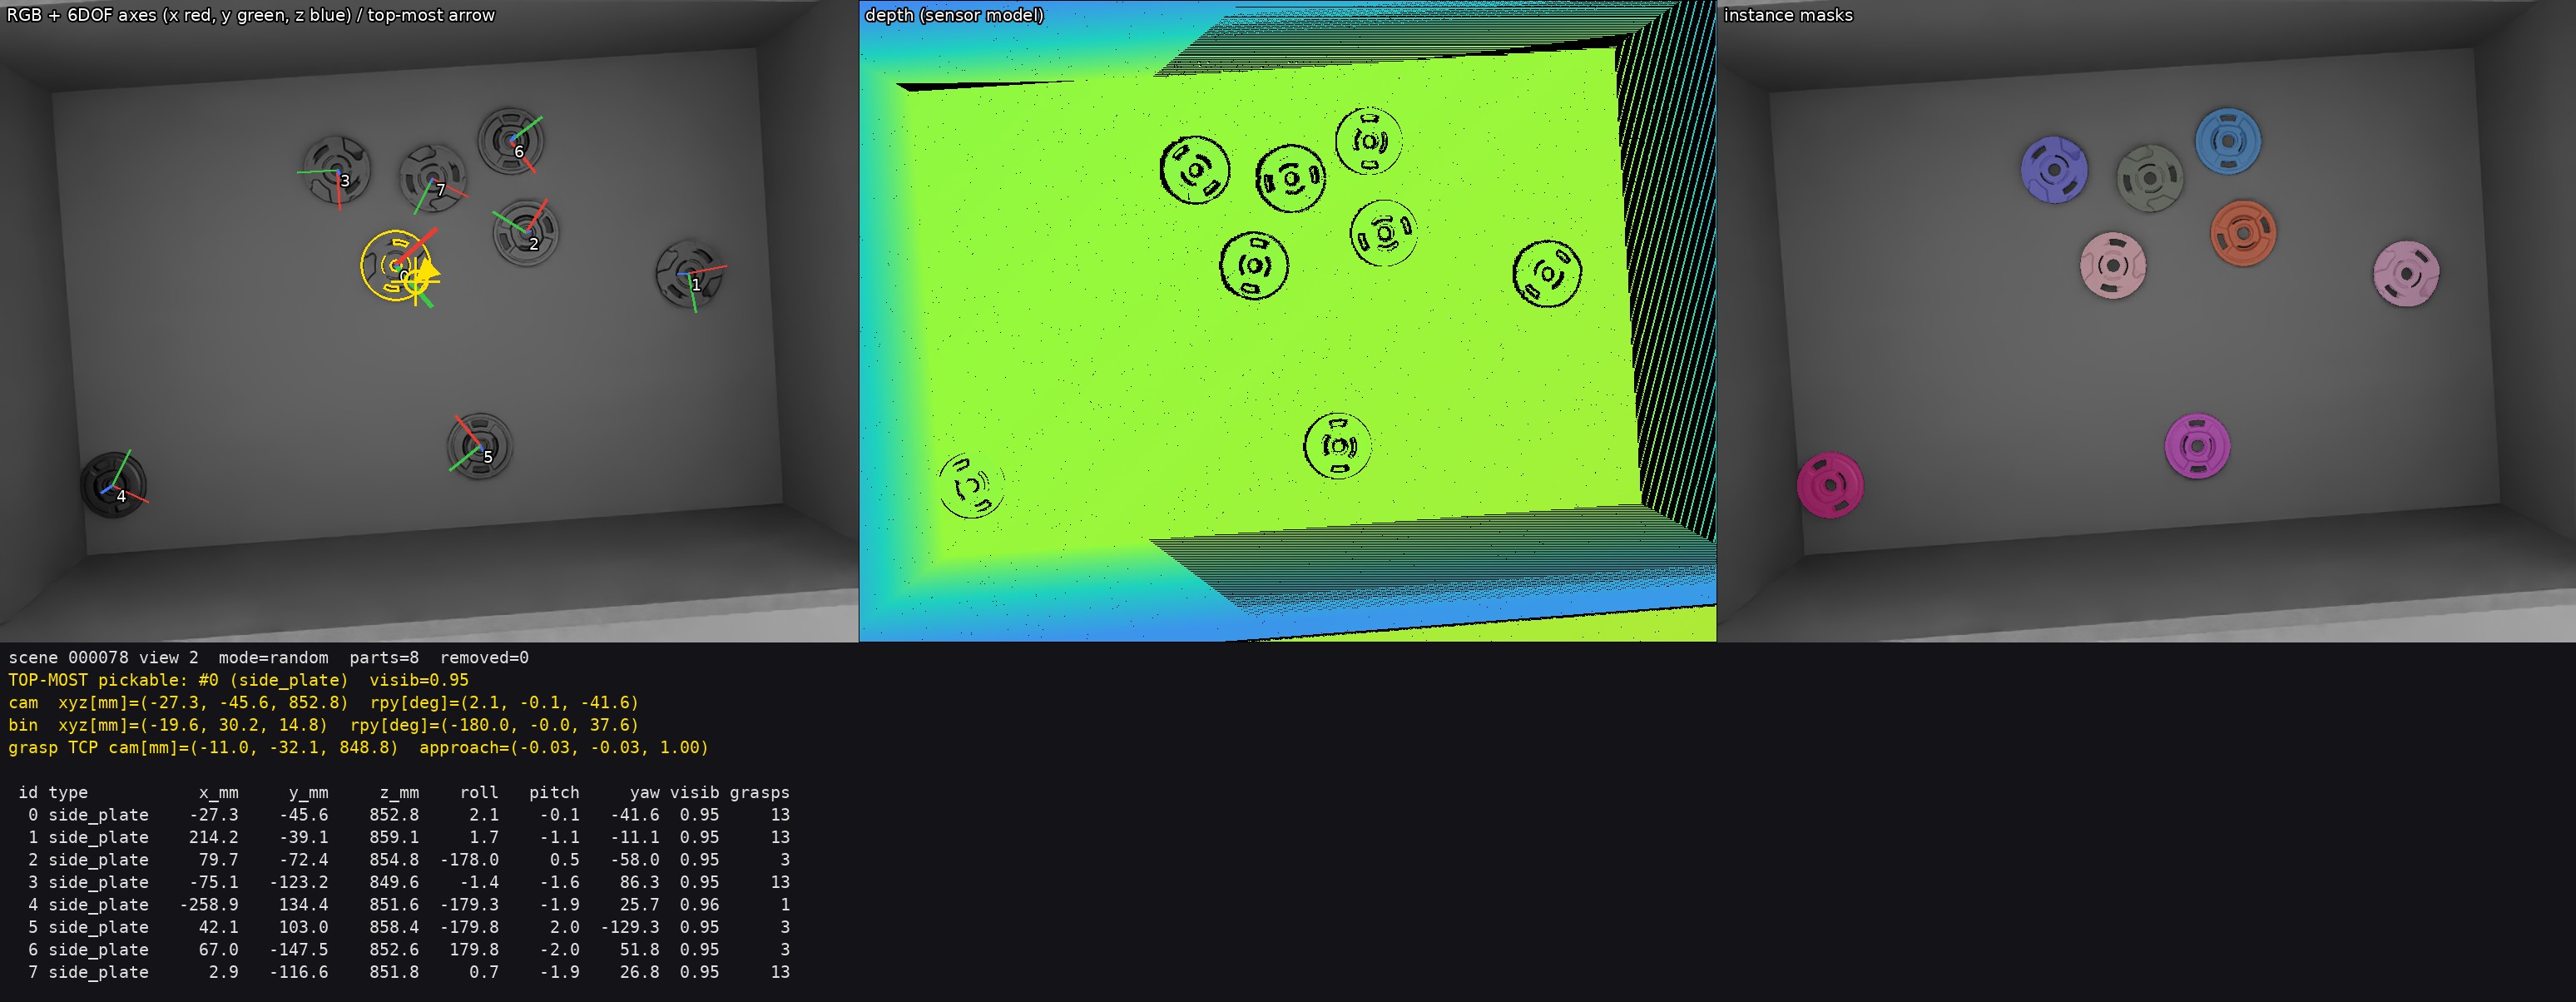 RGB + 6DOF axes (x red, y green, z blue) / top-most arrow
depth (sensor model)
instance masks
6
3
7
2
0
1
5
4
scene 000078 view 2 mode=random parts=8 removed=0
TOP-MOST pickable: #0 (side_plate) visib=0.95
cam xyz[mm]=(-27.3, -45.6, 852.8) rpy[deg]=(2.1, -0.1, -41.6)
bin xyz[mm]=(-19.6, 30.2, 14.8) rpy[deg]=(-180.0, -0.0, 37.6)
grasp TCP cam[mm]=(-11.0, -32.1, 848.8) approach=(-0.03, -0.03, 1.00)
id type x_mm y_mm z_mm roll pitch yaw visib grasps
0 side_plate -27.3 -45.6 852.8 2.1 -0.1 -41.6 0.95 13
1 side_plate 214.2 -39.1 859.1 1.7 -1.1 -11.1 0.95 13
2 side_plate 79.7 -72.4 854.8 -178.0 0.5 -58.0 0.95 3
3 side_plate -75.1 -123.2 849.6 -1.4 -1.6 86.3 0.95 13
4 side_plate -258.9 134.4 851.6 -179.3 -1.9 25.7 0.96 1
5 side_plate 42.1 103.0 858.4 -179.8 2.0 -129.3 0.95 3
6 side_plate 67.0 -147.5 852.6 179.8 -2.0 51.8 0.95 3
7 side_plate 2.9 -116.6 851.8 0.7 -1.9 26.8 0.95 13